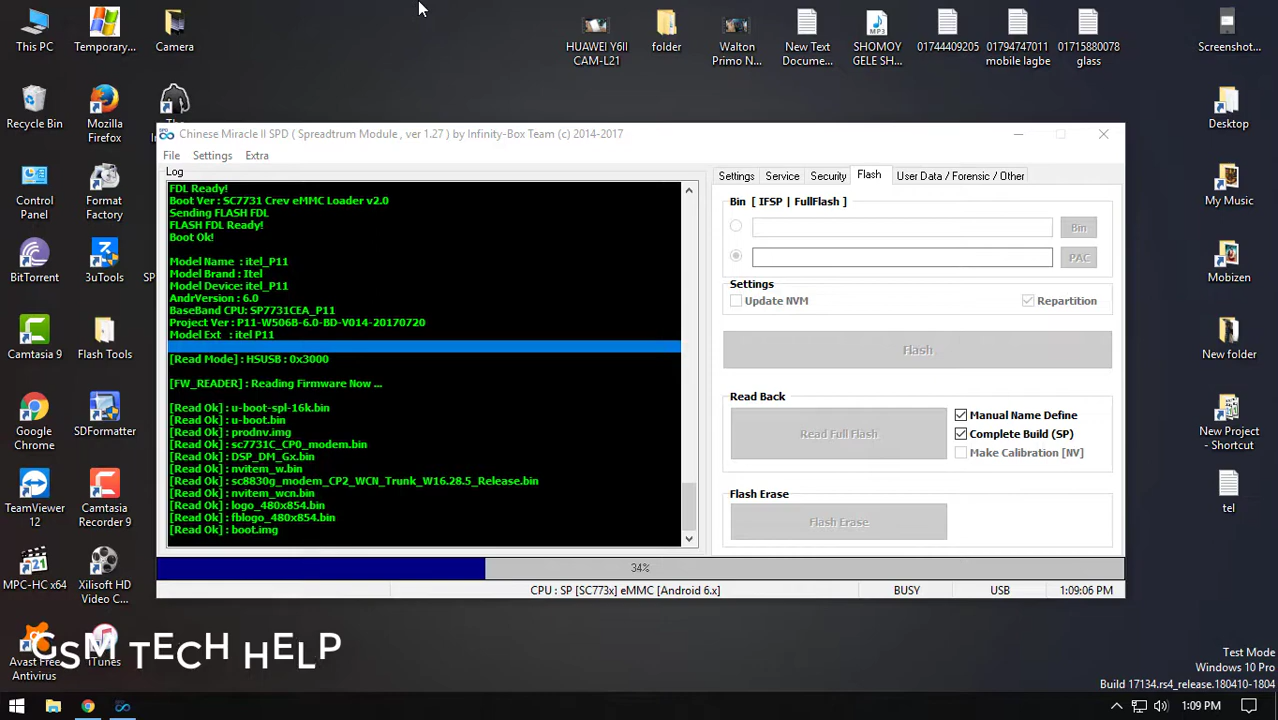 This PC
Temporary...
Camera
HUAWEI Y6II
CAM-L21
folder
Walton
Primo N...
New Text
Docume...
SHOMOY
GELE SH...
01744409205
01794747011
mobile lagbe
01715880078
glass
Screenshot...
Recycle Bin
Mozilla
Firefox
Desktop
Chinese Miracle II SPD ( Spreadtrum Module , ver 1.27 ) by Infinity-Box Team (c) 2014-2017
File
Settings
Extra
Log
FDL Ready!
Boot Ver : SC7731 Crev eMMC Loader v2.0
Sending FLASH FDL
FLASH FDL Ready!
Boot Ok!
Model Name : itel_P11
Model Brand : Itel
Model Device: itel_P11
AndrVersion : 6.0
BaseBand CPU: SP7731CEA_P11
Project Ver : P11-W506B-6.0-BD-V014-20170720
Model Ext : itel P11
[Read Mode] : HSUSB : 0x3000
[FW_READER] : Reading Firmware Now ...
[Read Ok] : u-boot-spl-16k.bin
[Read Ok] : u-boot.bin
[Read Ok] : prodnv.img
[Read Ok] : sc7731C_CP0_modem.bin
[Read Ok] : DSP_DM_Gx.bin
[Read Ok] : nvitem_w.bin
[Read Ok] : sc8830g_modem_CP2_WCN_Trunk_W16.28.5_Release.bin
[Read Ok] : nvitem_wcn.bin
[Read Ok] : logo_480x854.bin
[Read Ok] : fblogo_480x854.bin
[Read Ok] : boot.img
Settings
Service
Security
Flash
User Data / Forensic / Other
Bin [ IFSP | FullFlash ]
Bin
PAC
Settings
Update NVM
Repartition
Flash
Read Back
Read Full Flash
Manual Name Define
Complete Build (SP)
Make Calibration [NV]
Flash Erase
Flash Erase
34%
CPU : SP [SC773x] eMMC [Android 6.x]
BUSY
USB
1:09:06 PM
Control
Panel
Format
Factory
My Music
BitTorrent
3uTools
SP
Mobizen
Camtasia 9
Flash Tools
New folder
Google
Chrome
SDFormatter
New Project
- Shortcut
TeamViewer
12
Camtasia
Recorder 9
tel
MPC-HC x64
Xilisoft HD
Video C...
Avast Free
Antivirus
iTunes
GSM TECH HELP
Test Mode
Windows 10 Pro
Build 17134.rs4_release.180410-1804
1:09 PM